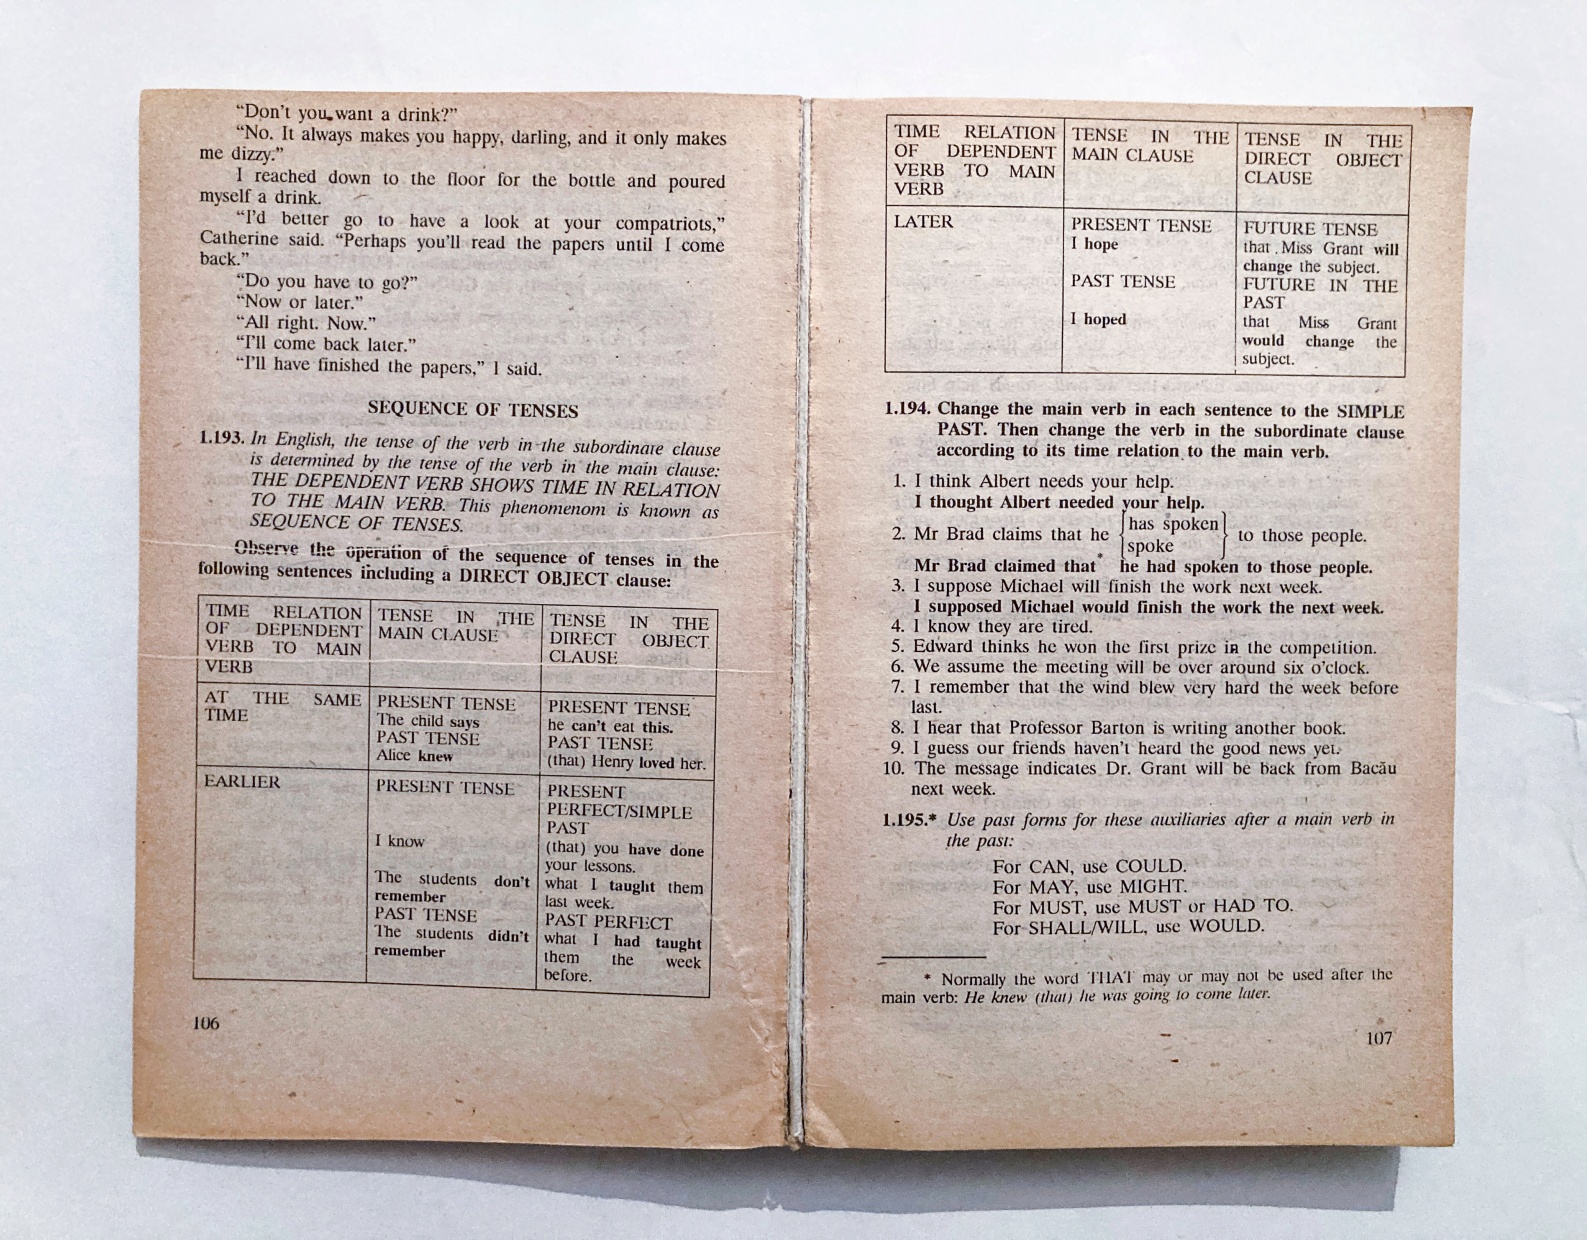 “Don’t you want a drink?”
“No. It always makes you happy, darling, and it only makes
me dizzy.”
I reached down to the floor for the bottle and poured
myself a drink.
“I’d better go to have a look at your compatriots,”
Catherine said. “Perhaps you’ll read the papers until I come
back.”
“Do you have to go?”
“Now or later.”
“All right. Now.”
“I’ll come back later.”
“I’ll have finished the papers,” I said.
SEQUENCE OF TENSES
1.193. In English, the tense of the verb in the subordinate clause
is determined by the tense of the verb in the main clause:
THE DEPENDENT VERB SHOWS TIME IN RELATION
TO THE MAIN VERB. This phenomenom is known as
SEQUENCE OF TENSES.
Observe the operation of the sequence of tenses in the
following sentences including a DIRECT OBJECT clause:
TIME RELATION
OF DEPENDENT
VERB TO MAIN
VERB
TENSE IN THE
MAIN CLAUSE
TENSE IN THE
DIRECT OBJECT
CLAUSE
AT THE SAME
TIME
PRESENT TENSE
The child says
PAST TENSE
Alice knew
PRESENT TENSE
he can’t eat this.
PAST TENSE
(that) Henry loved her.
EARLIER
PRESENT TENSE
I know
The students don’t
remember
PAST TENSE
The students didn’t
remember
PRESENT
PERFECT/SIMPLE
PAST
(that) you have done
your lessons.
what I taught them
last week.
PAST PERFECT
what I had taught
them the week
before.
106
TIME RELATION
OF DEPENDENT
VERB TO MAIN
VERB
TENSE IN THE
MAIN CLAUSE
TENSE IN THE
DIRECT OBJECT
CLAUSE
LATER
PRESENT TENSE
I hope
PAST TENSE
I hoped
FUTURE TENSE
that Miss Grant will
change the subject.
FUTURE IN THE
PAST
that Miss Grant
would change the
subject.
1.194. Change the main verb in each sentence to the SIMPLE
PAST. Then change the verb in the subordinate clause
according to its time relation to the main verb.
1. I think Albert needs your help.
I thought Albert needed your help.
2. Mr Brad claims that he {has spoken / spoke} to those people.
Mr Brad claimed that* he had spoken to those people.
3. I suppose Michael will finish the work next week.
I supposed Michael would finish the work the next week.
4. I know they are tired.
5. Edward thinks he won the first prize in the competition.
6. We assume the meeting will be over around six o’clock.
7. I remember that the wind blew very hard the week before
last.
8. I hear that Professor Barton is writing another book.
9. I guess our friends haven’t heard the good news yet.
10. The message indicates Dr. Grant will be back from Bacău
next week.
1.195.* Use past forms for these auxiliaries after a main verb in
the past:
For CAN, use COULD.
For MAY, use MIGHT.
For MUST, use MUST or HAD TO.
For SHALL/WILL, use WOULD.
* Normally the word THAT may or may not be used after the
main verb: He knew (that) he was going to come later.
107